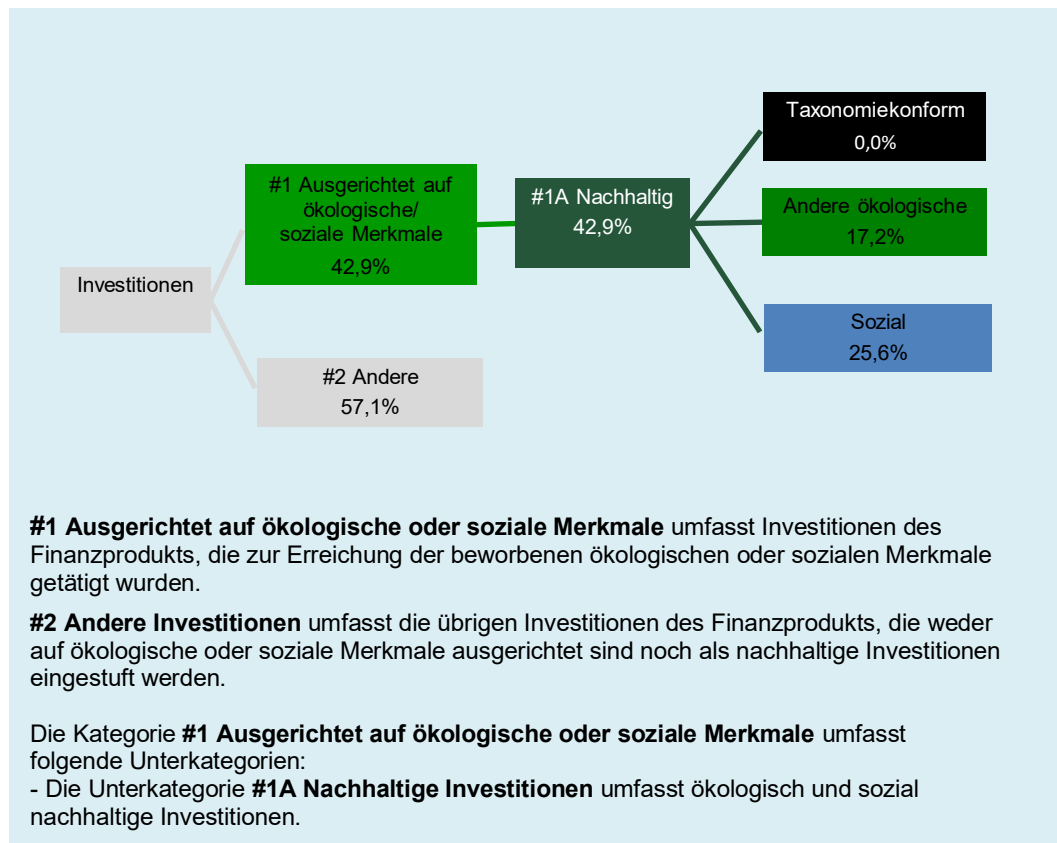 Taxonomiekonform
0,0%
#1 Ausgerichtet auf
ökologische/
soziale Merkmale
42,9%
#1A Nachhaltig
42,9%
Andere ökologische
17,2%
Investitionen
Sozial
25,6%
#2 Andere
57,1%
#1 Ausgerichtet auf ökologische oder soziale Merkmale umfasst Investitionen des
Finanzprodukts, die zur Erreichung der beworbenen ökologischen oder sozialen Merkmale
getätigt wurden.
#2 Andere Investitionen umfasst die übrigen Investitionen des Finanzprodukts, die weder
auf ökologische oder soziale Merkmale ausgerichtet sind noch als nachhaltige Investitionen
eingestuft werden.
Die Kategorie #1 Ausgerichtet auf ökologische oder soziale Merkmale umfasst
folgende Unterkategorien:
- Die Unterkategorie #1A Nachhaltige Investitionen umfasst ökologisch und sozial
nachhaltige Investitionen.